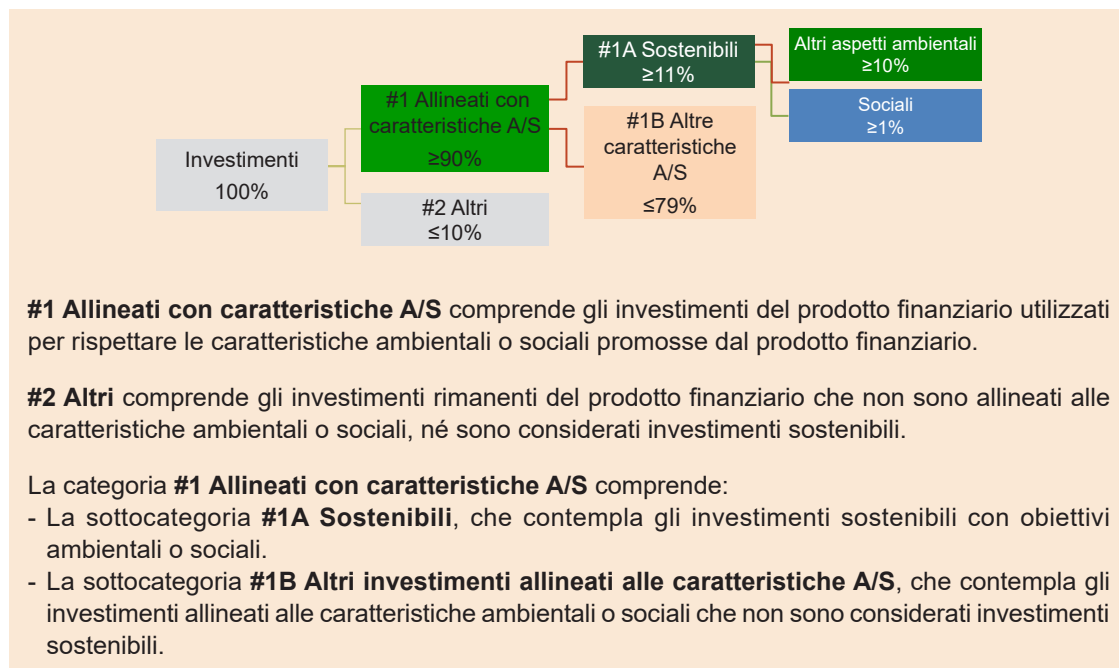 #1A Sostenibili
≥11%
Altri aspetti ambientali
≥10%
Sociali
≥1%
#1 Allineati con
caratteristiche A/S
≥90%
#1B Altre
caratteristiche
A/S
≤79%
Investimenti
100%
#2 Altri
≤10%
#1 Allineati con caratteristiche A/S comprende gli investimenti del prodotto finanziario utilizzati
per rispettare le caratteristiche ambientali o sociali promosse dal prodotto finanziario.
#2 Altri comprende gli investimenti rimanenti del prodotto finanziario che non sono allineati alle
caratteristiche ambientali o sociali, né sono considerati investimenti sostenibili.
La categoria #1 Allineati con caratteristiche A/S comprende:
- La sottocategoria #1A Sostenibili, che contempla gli investimenti sostenibili con obiettivi
ambientali o sociali.
- La sottocategoria #1B Altri investimenti allineati alle caratteristiche A/S, che contempla gli
investimenti allineati alle caratteristiche ambientali o sociali che non sono considerati investimenti
sostenibili.